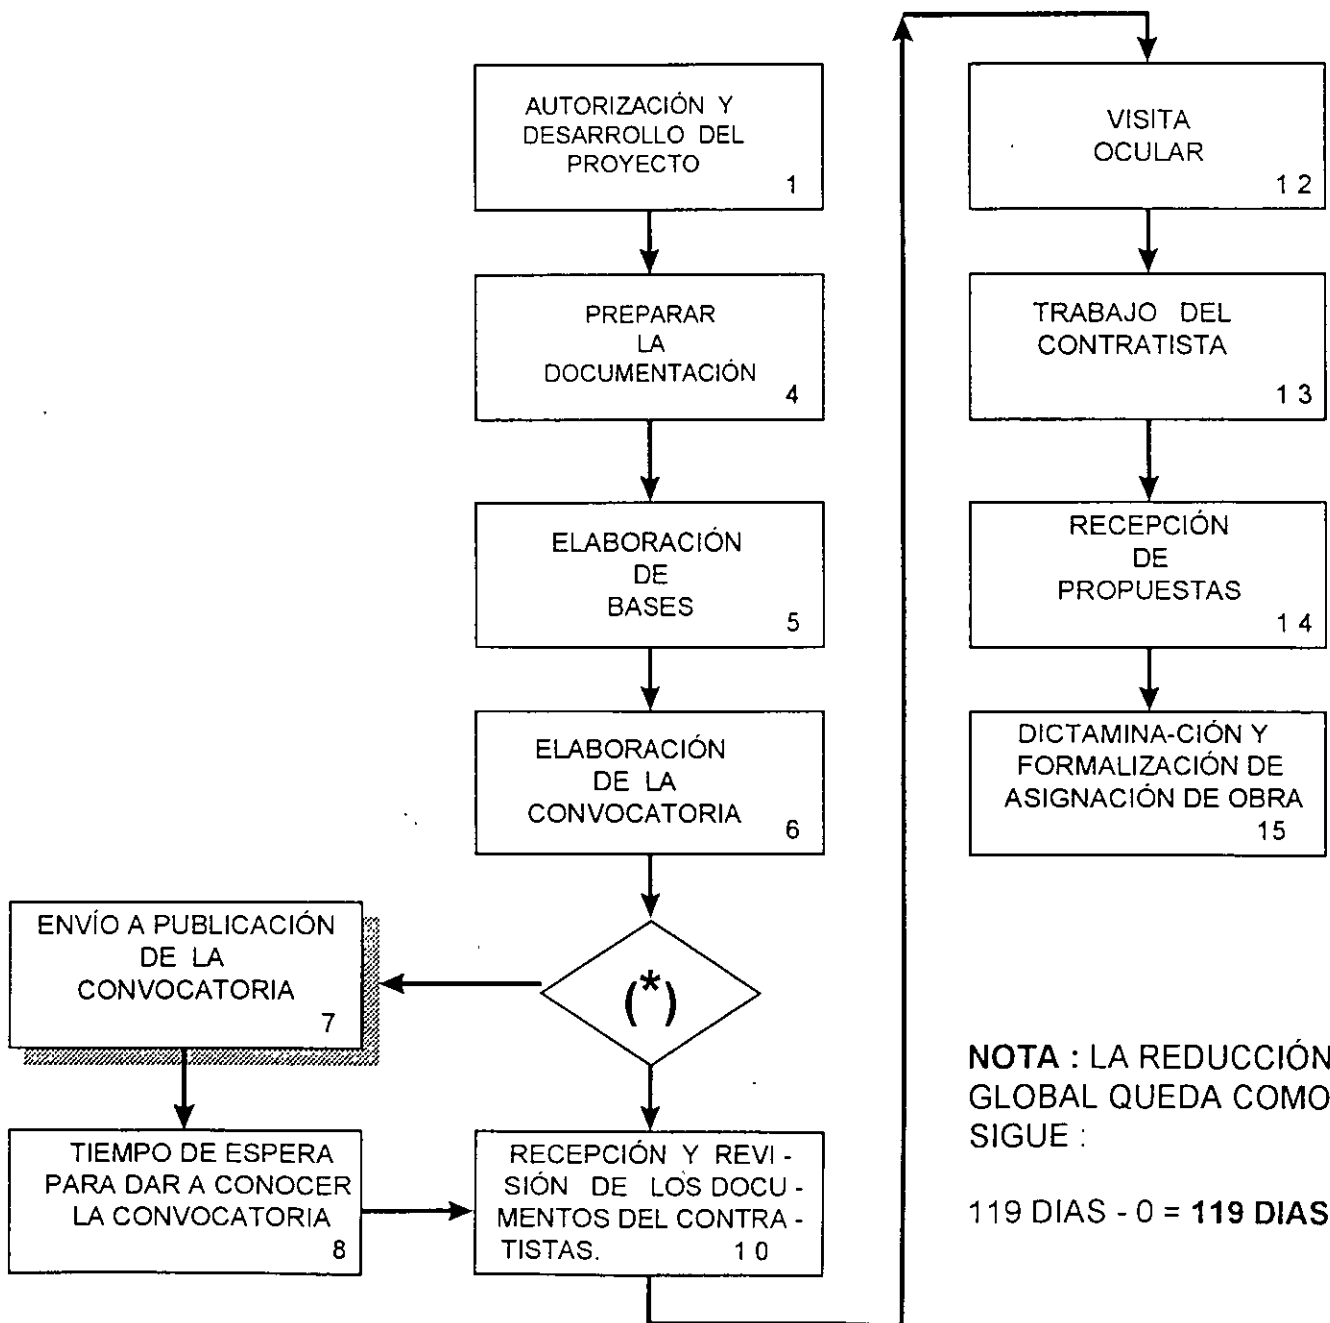 AUTORIZACIÓN Y
DESARROLLO DEL
PROYECTO
1
PREPARAR
LA
DOCUMENTACIÓN
4
ELABORACIÓN
DE
BASES
5
ELABORACIÓN
DE LA
CONVOCATORIA
6
(*)
ENVÍO A PUBLICACIÓN
DE LA
CONVOCATORIA
7
TIEMPO DE ESPERA
PARA DAR A CONOCER
LA CONVOCATORIA
8
RECEPCIÓN Y REVI -
SIÓN DE LOS DOCU -
MENTOS DEL CONTRA -
TISTAS. 1 0
VISITA
OCULAR
1 2
TRABAJO DEL
CONTRATISTA
1 3
RECEPCIÓN
DE
PROPUESTAS
1 4
DICTAMINA-CIÓN Y
FORMALIZACIÓN DE
ASIGNACIÓN DE OBRA
15
NOTA : LA REDUCCIÓN
GLOBAL QUEDA COMO
SIGUE :
119 DIAS - 0 = 119 DIAS